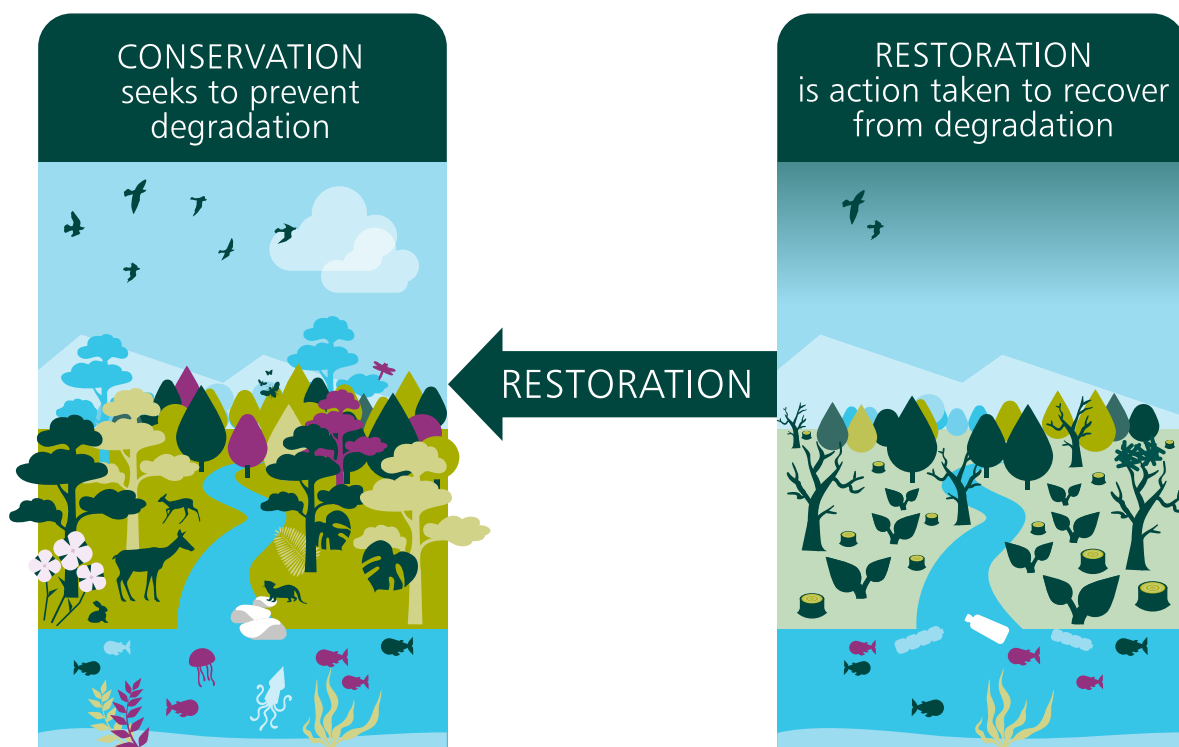 CONSERVATION
seeks to prevent
degradation
RESTORATION
is action taken to recover
from degradation
RESTORATION